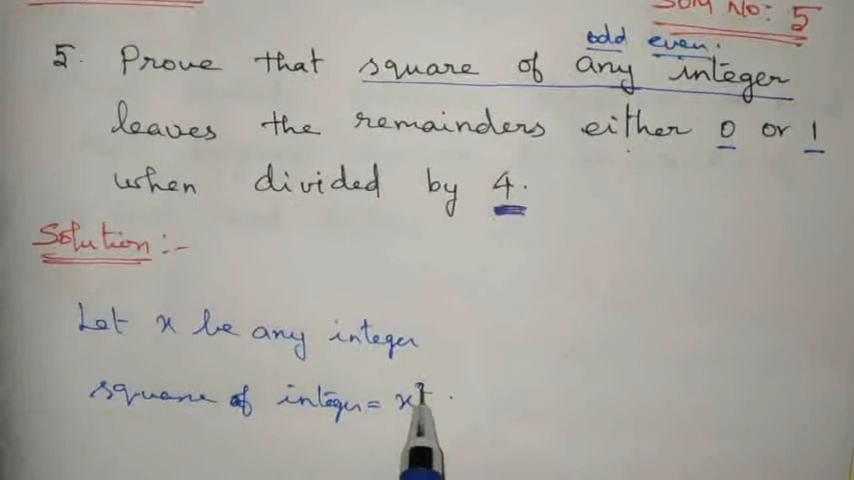 SUM No: 5
odd even.
5. Prove that square of any integer
leaves the remainders either 0 or 1
when divided by 4.
Solution :-
Let x be any integer
square of integer = x² .